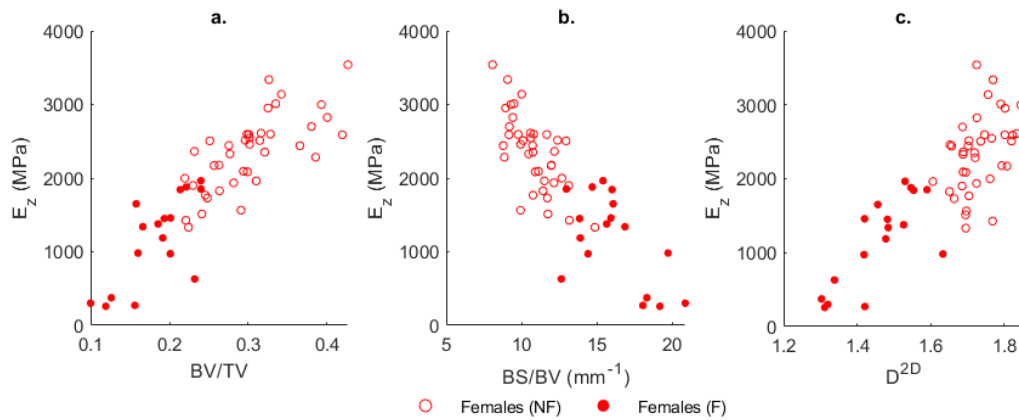 a.
4000
3000
2000
1000
0
E_z (MPa)
0.1 0.2 0.3 0.4
BV/TV
b.
4000
3000
2000
1000
0
E_z (MPa)
5 10 15 20
BS/BV (mm^-1)
c.
4000
3000
2000
1000
0
E_z (MPa)
1.2 1.4 1.6 1.8
D^2D
Females (NF) Females (F)